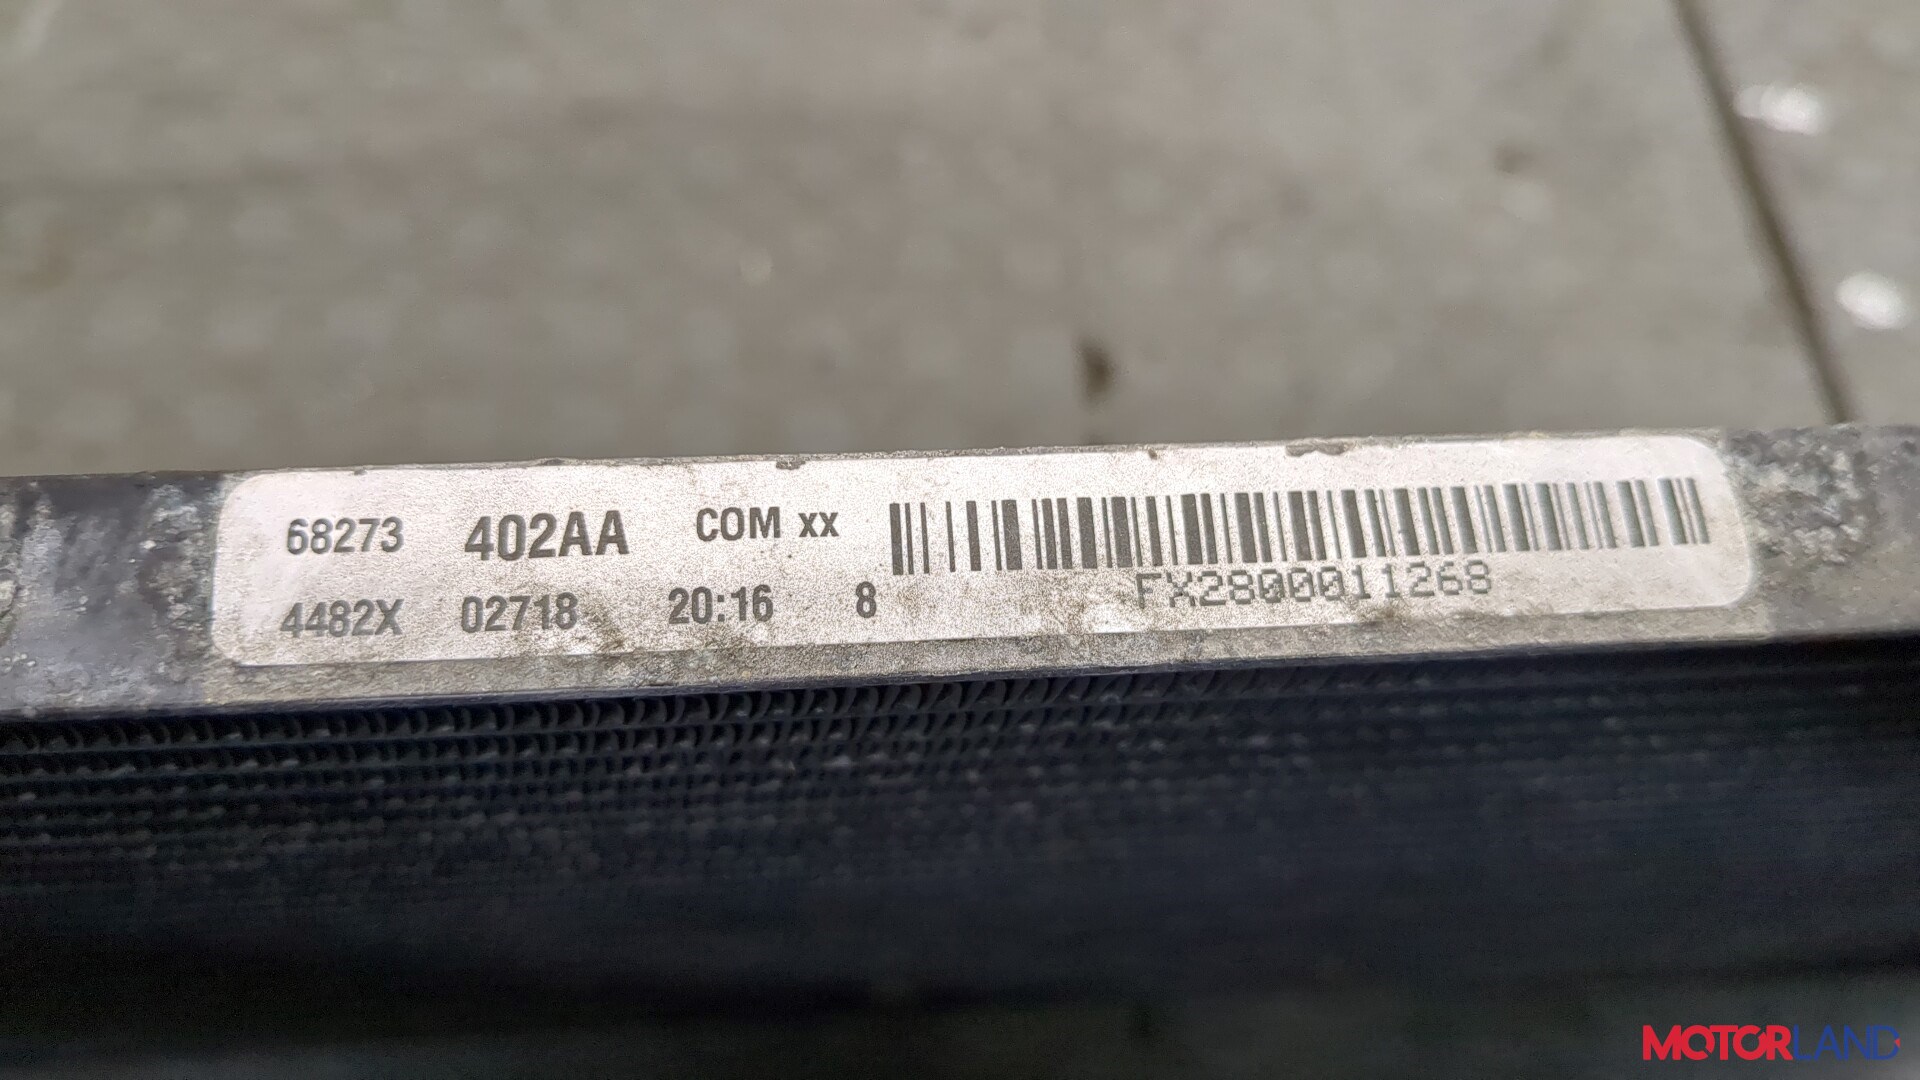 68273 402AA COM xx
4482X 02718 20:16 8
FX2800011268
MOTORLAND